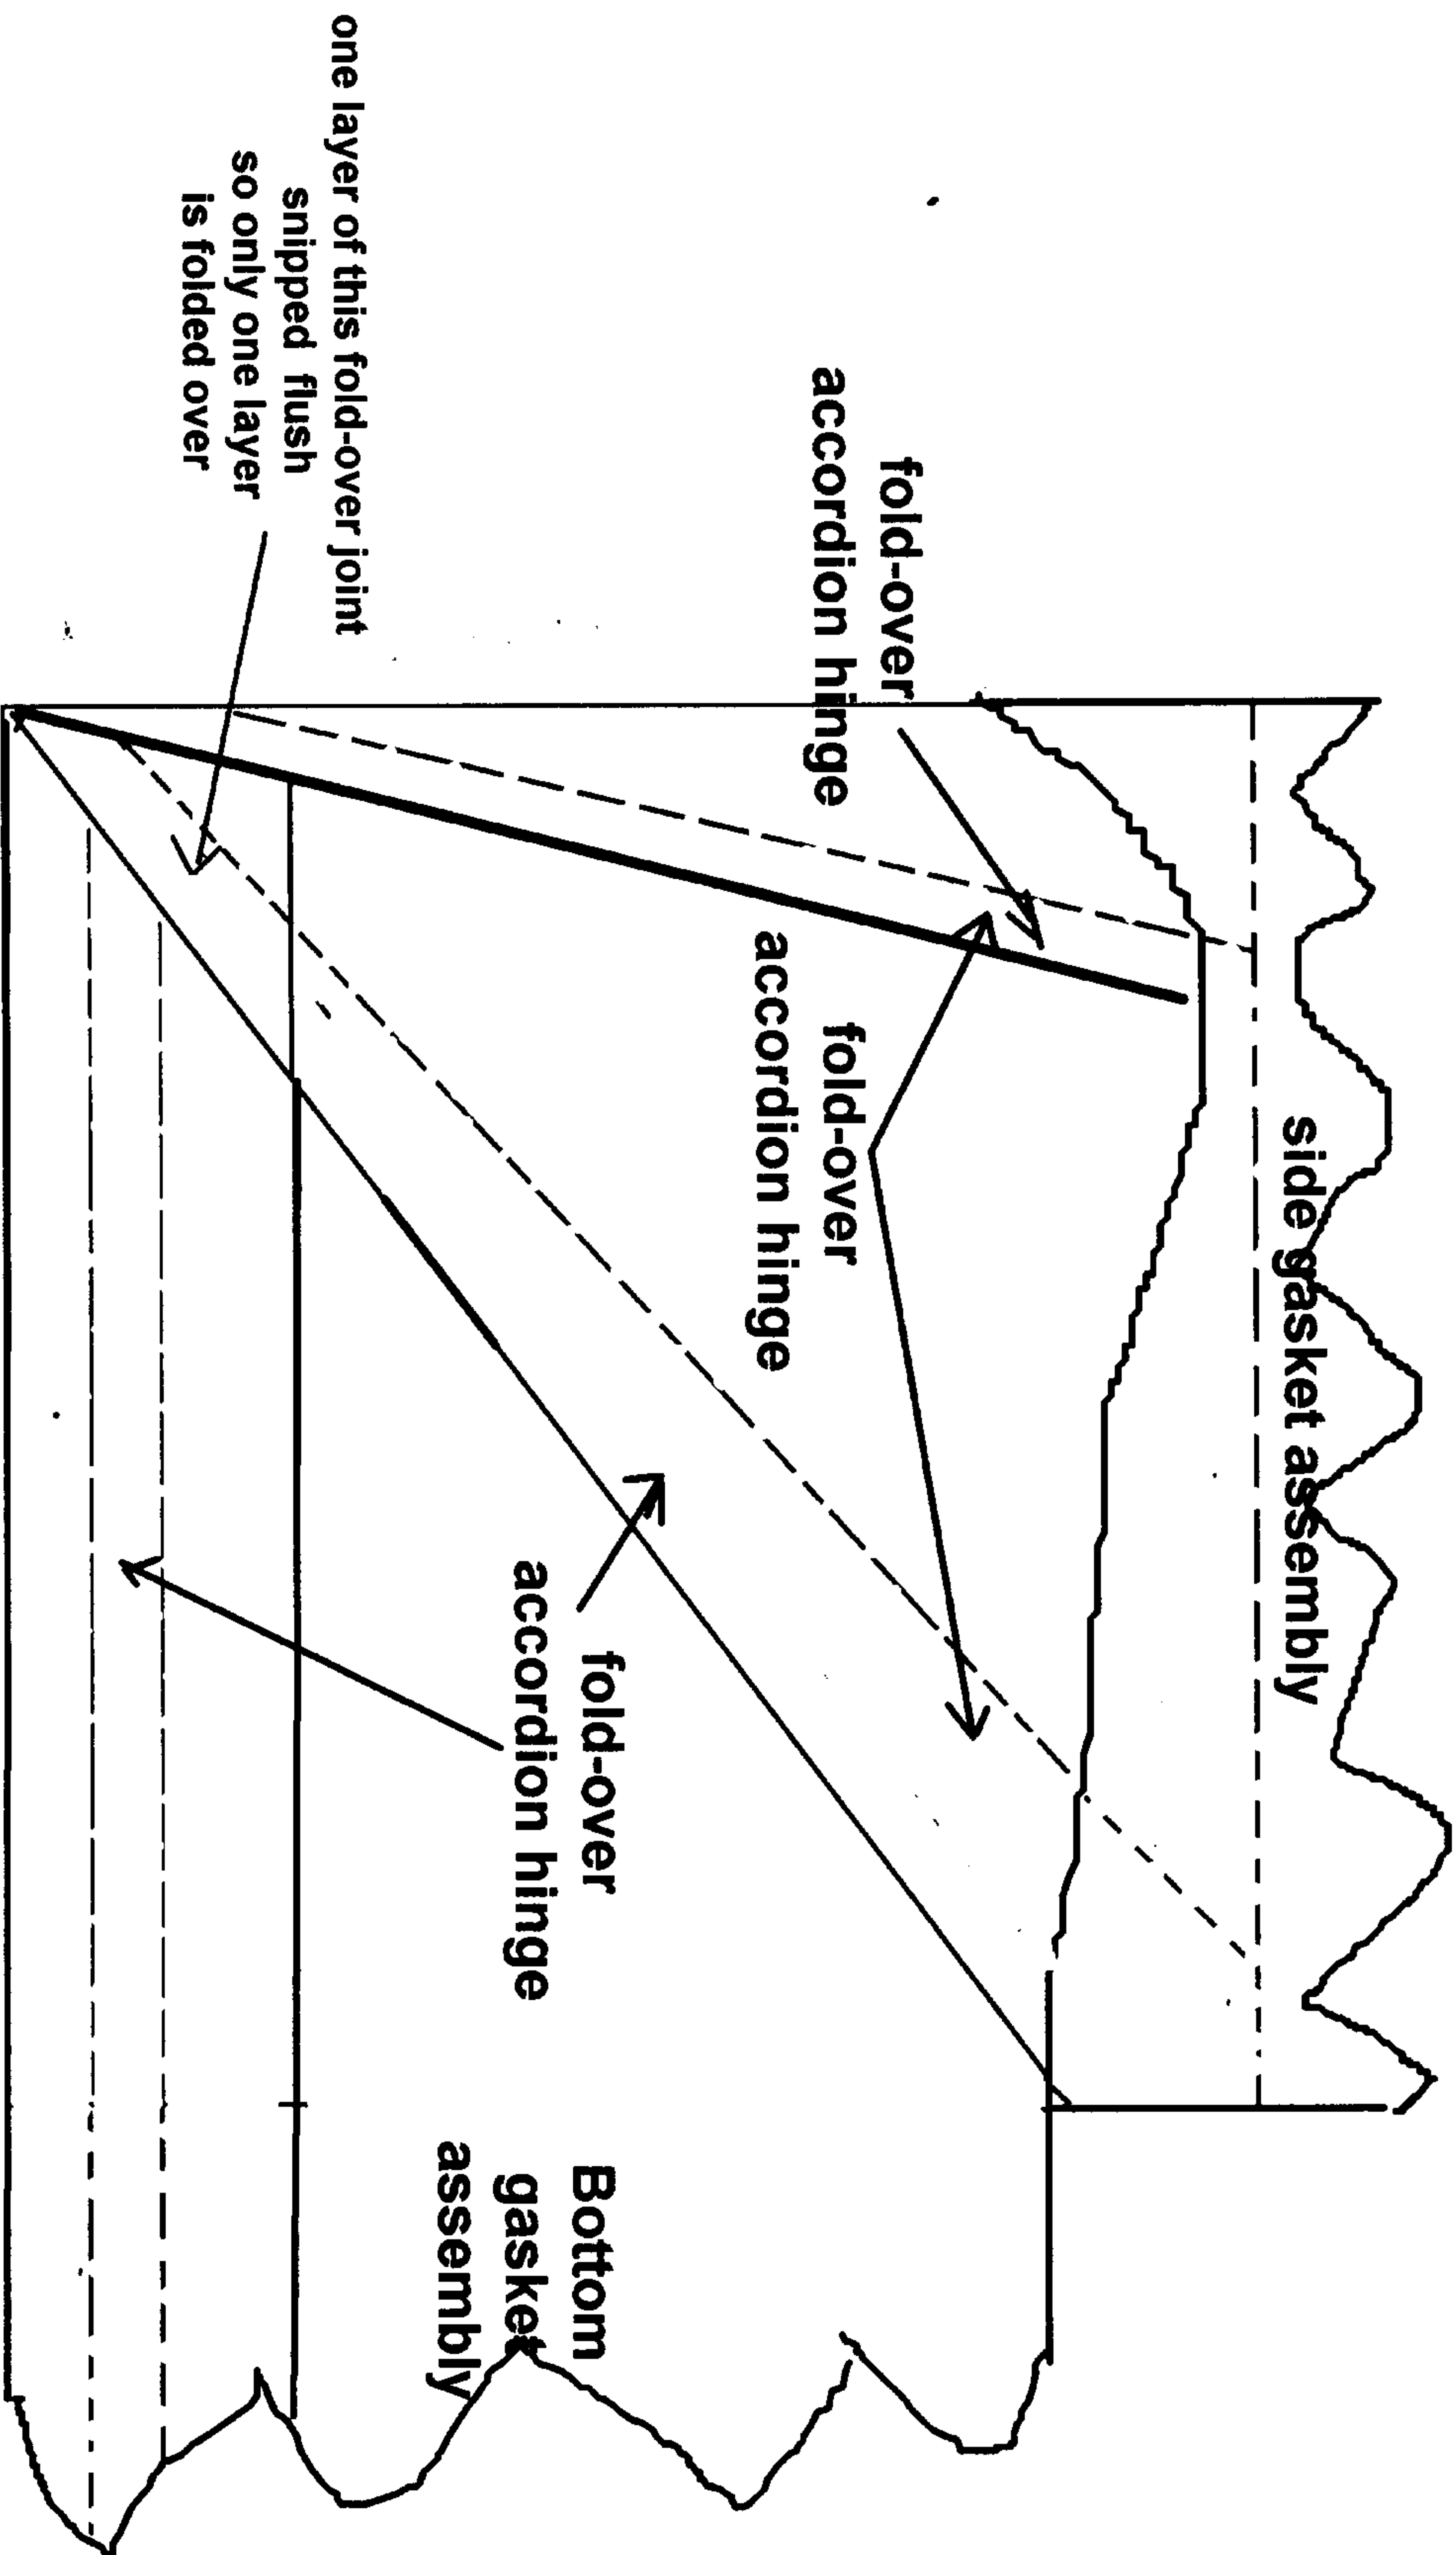 side gasket assembly
fold-over
accordion hinge
fold-over
accordion hinge
one layer of this fold-over joint
snipped flush
so only one layer
is folded over
fold-over
accordion hinge
Bottom
gasket
assembly